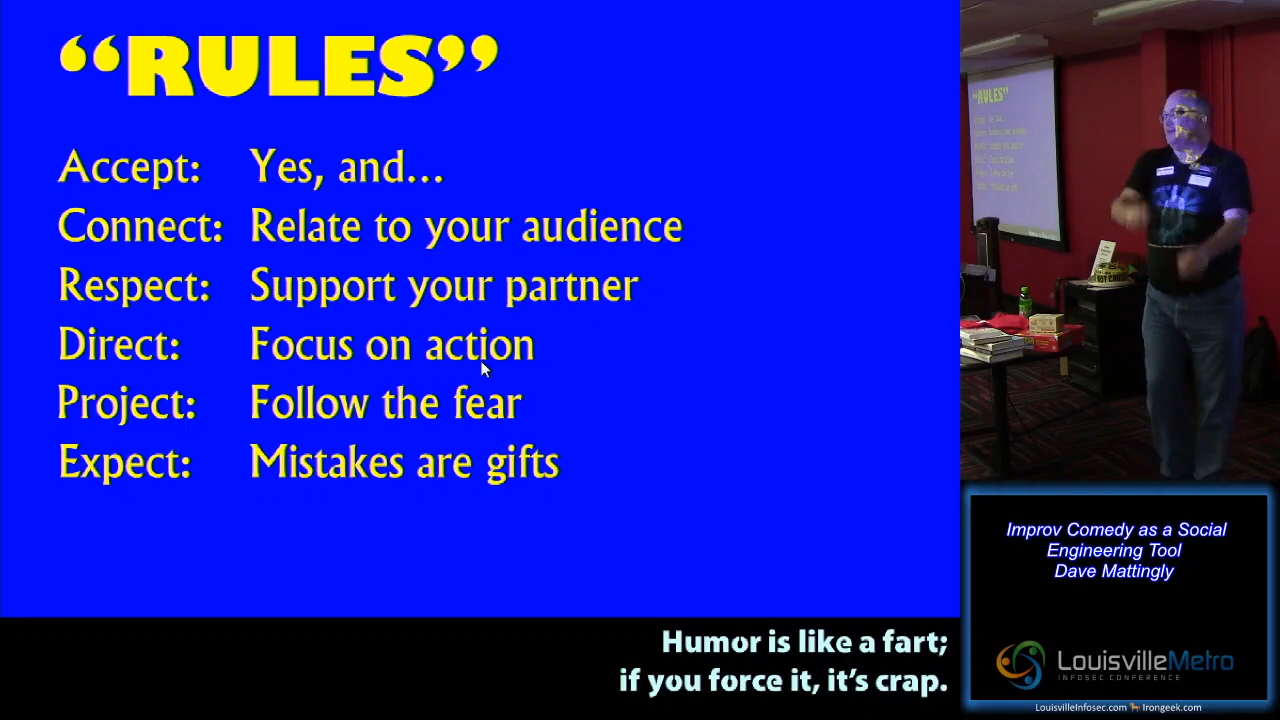 “RULES”
Accept: Yes, and...
Connect: Relate to your audience
Respect: Support your partner
Direct: Focus on action
Project: Follow the fear
Expect: Mistakes are gifts
Humor is like a fart;
if you force it, it’s crap.
"RULES"
Improv Comedy as a Social
Engineering Tool
Dave Mattingly
LouisvilleMetro
INFOSEC CONFERENCE
LouisvilleInfosec.com Irongeek.com